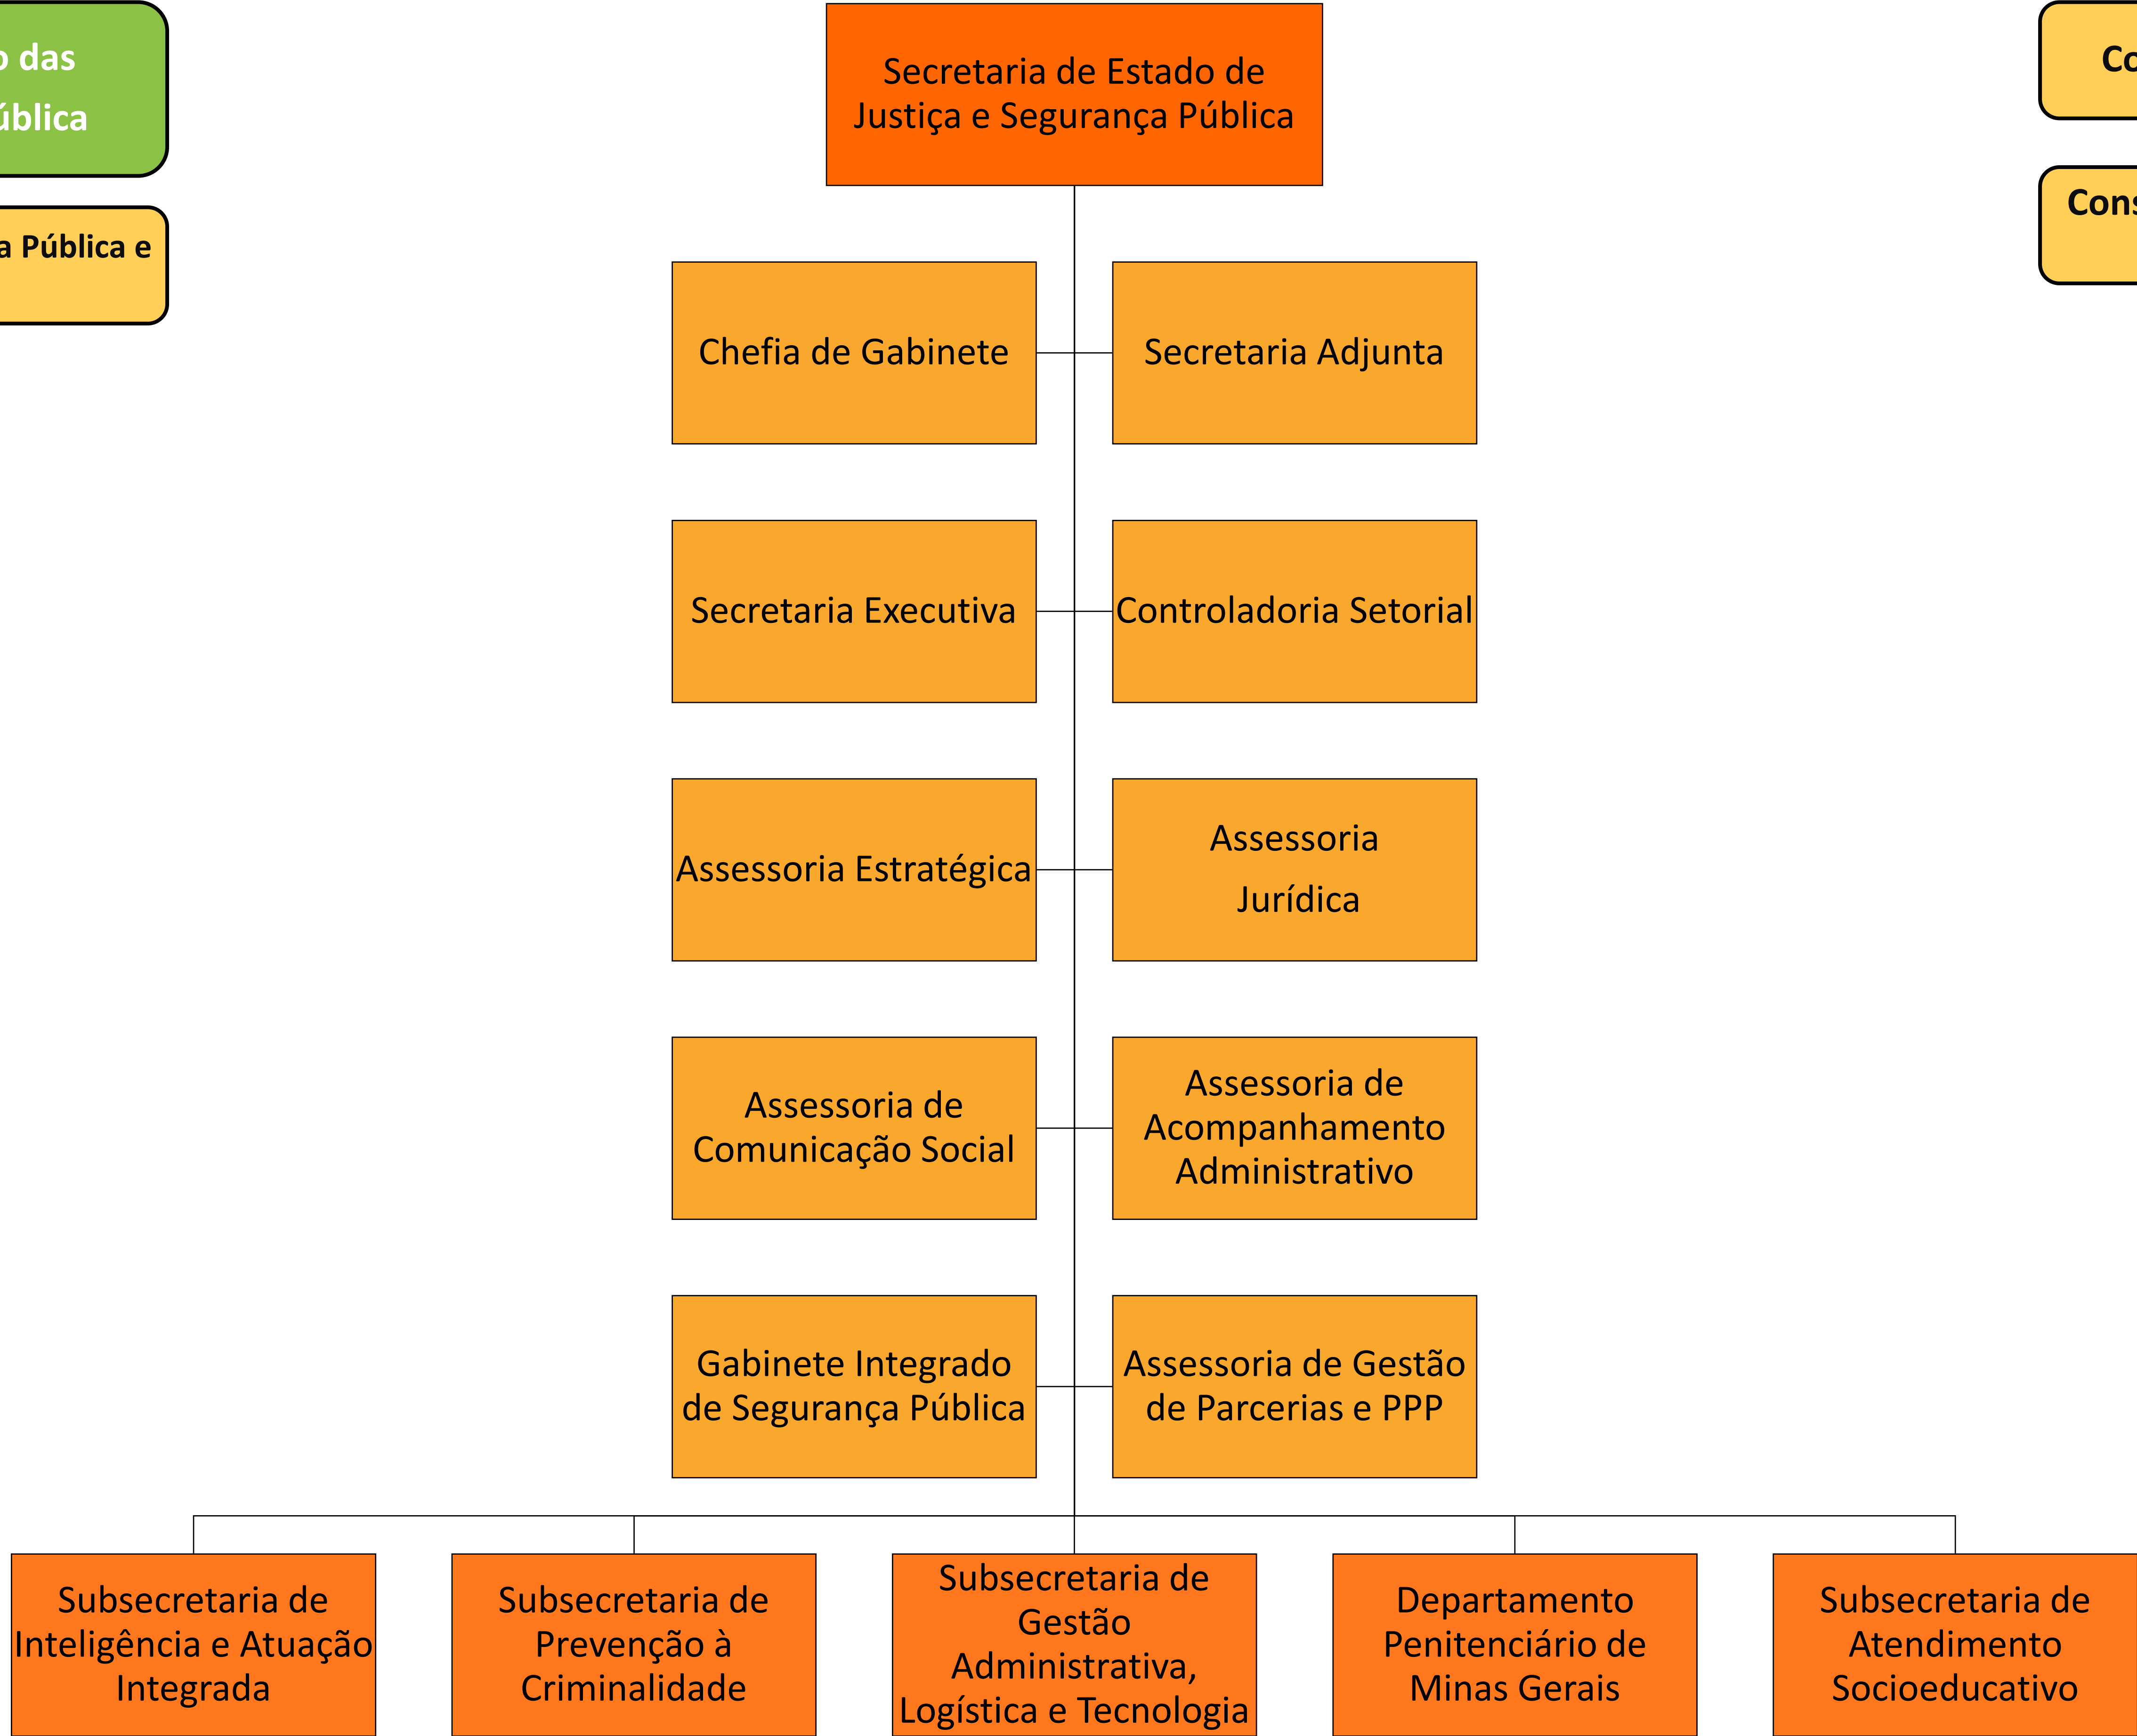 das
Pública e
Secretaria de Estado de
Justiça e Segurança Pública
Chefia de Gabinete
Secretaria Adjunta
Secretaria Executiva
Controladoria Setorial
Assessoria Estratégica
Assessoria
Jurídica
Assessoria de
Comunicação Social
Assessoria de
Acompanhamento
Administrativo
Gabinete Integrado
de Segurança Pública
Assessoria de Gestão
de Parcerias e PPP
Subsecretaria de
Inteligência e Atuação
Integrada
Subsecretaria de
Prevenção à
Criminalidade
Subsecretaria de
Gestão
Administrativa,
Logística e Tecnologia
Departamento
Penitenciário de
Minas Gerais
Subsecretaria de
Atendimento
Socioeducativo